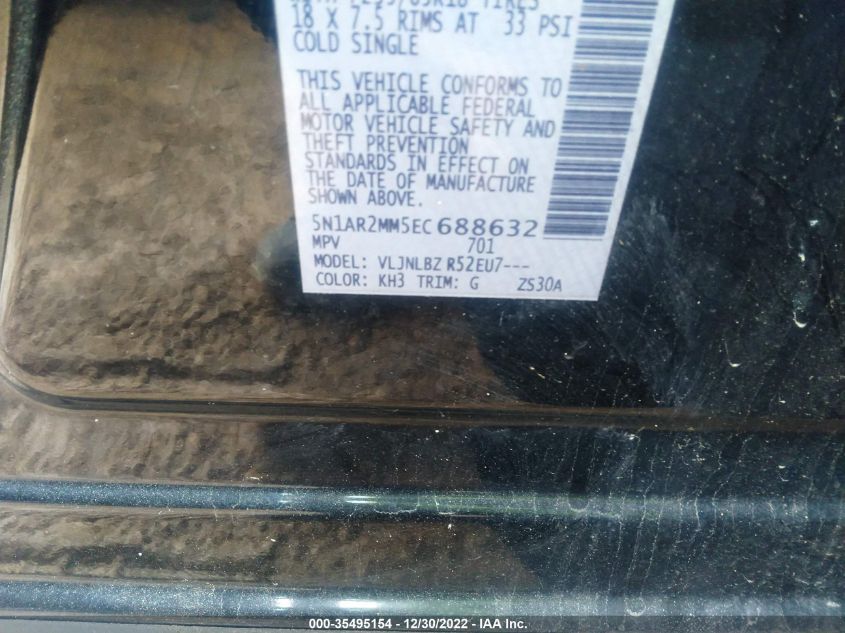 18 X 7.5 RIMS AT 33 PSI
COLD SINGLE
THIS VEHICLE CONFORMS TO
ALL APPLICABLE FEDERAL
MOTOR VEHICLE SAFETY AND
THEFT PREVENTION
STANDARDS IN EFFECT ON
THE DATE OF MANUFACTURE
SHOWN ABOVE.
5N1AR2MM5EC688632
MPV 701
MODEL: VLJNLBZ R52EU7---
COLOR: KH3 TRIM: G ZS30A
000-35495154 - 12/30/2022 - IAA Inc.